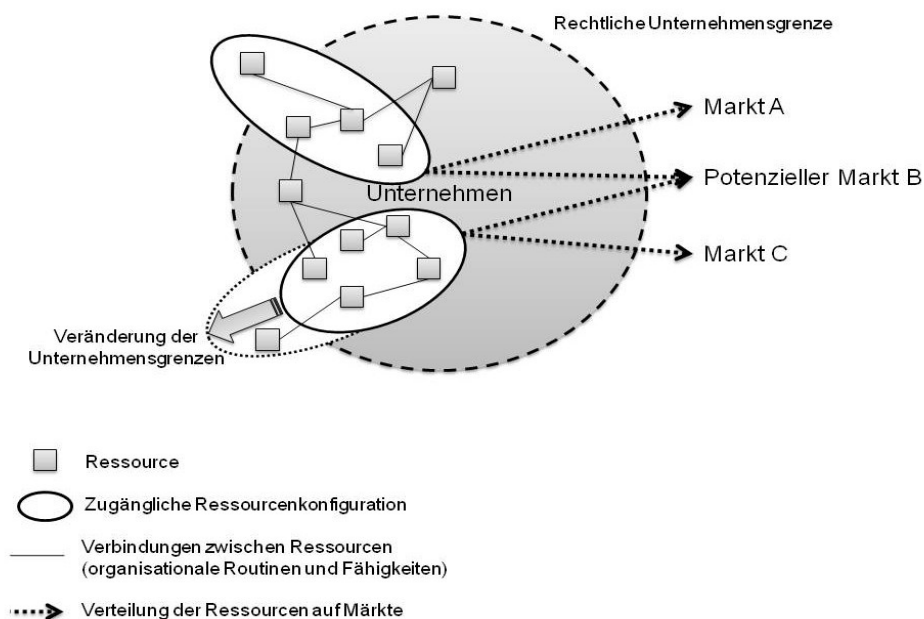 Rechtliche Unternehmensgrenze
Markt A
Potenzieller Markt B
Unternehmen
Markt C
Veränderung der
Unternehmensgrenzen
Ressource
Zugängliche Ressourcenkonfiguration
Verbindungen zwischen Ressourcen
(organisationale Routinen und Fähigkeiten)
Verteilung der Ressourcen auf Märkte